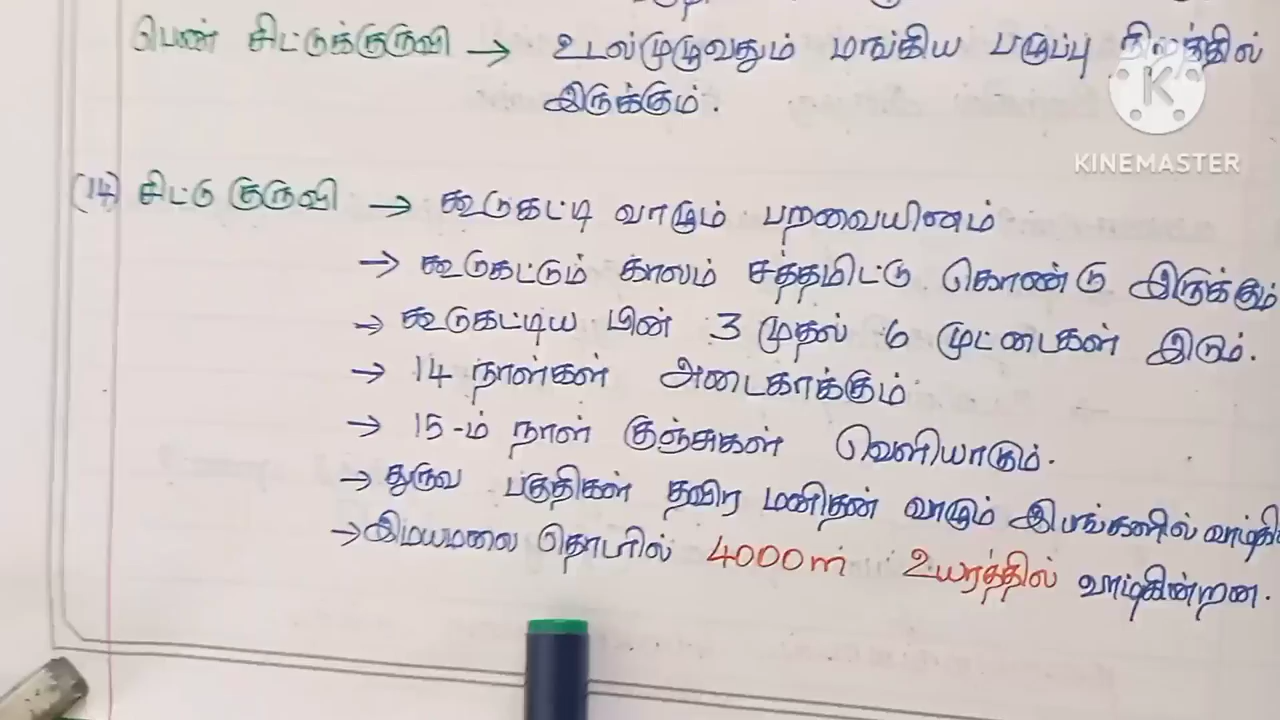 பெண் சிட்டுக்குருவி → உடல்முழுவதும் மங்கிய பழுப்பு நிறத்தில்
இருக்கும்.
K
KINEMASTER
(14) சிட்டு குருவி → கூடுகட்டி வாழும் பறவையினம்
→ கூடுகட்டும் காலம் சத்தமிட்டு கொண்டு இருக்கும்
→ கூடுகட்டிய பின் 3 முதல் 6 முட்டைகள் இடும்.
→ 14 நாள்கள் அடைகாக்கும்
→ 15-ம் நாள் குஞ்சுகள் வெளியாகும்.
→ துருவ பகுதிகள் தவிர மனிதன் வாழும் இடங்களில்
→ இமயமலை தொடரில் 4000m உயரத்தில் வாழ்கின்றன.